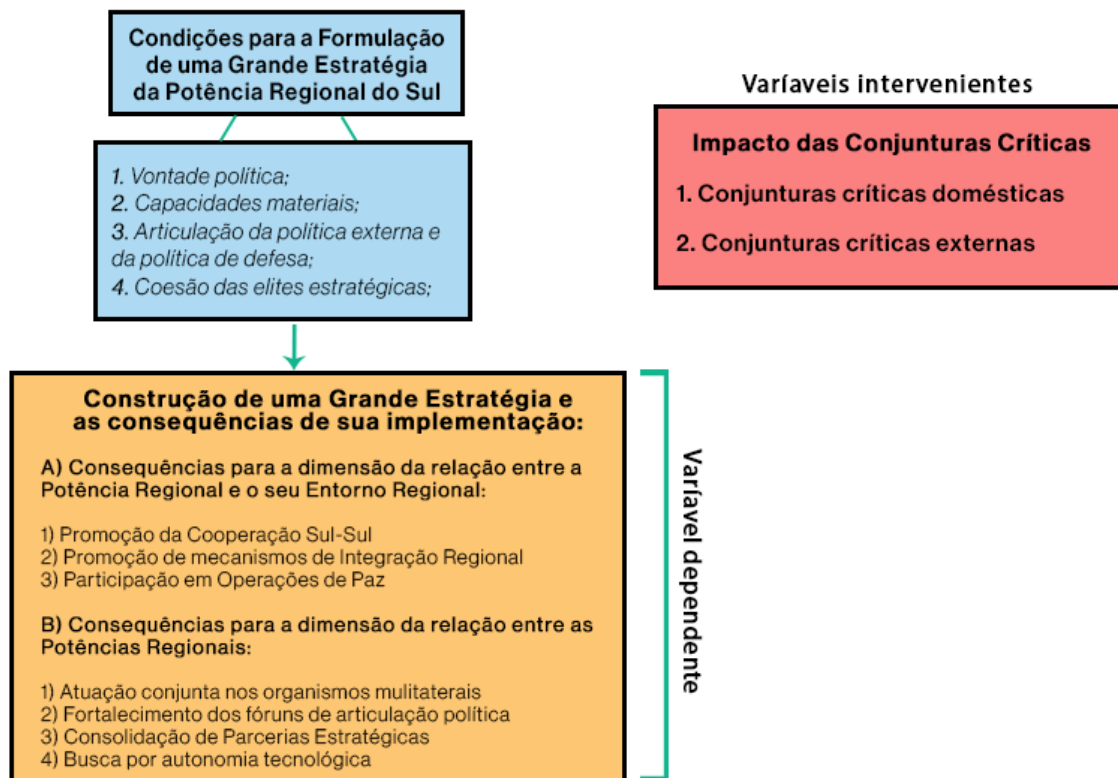 Condições para a Formulação
de uma Grande Estratégia
da Potência Regional do Sul
1. Vontade política;
2. Capacidades materiais;
3. Articulação da política externa e
da política de defesa;
4. Coesão das elites estratégicas;
Varíaveis intervenientes
Impacto das Conjunturas Críticas
1. Conjunturas críticas domésticas
2. Conjunturas críticas externas
Construção de uma Grande Estratégia e
as consequências de sua implementação:
A) Consequências para a dimensão da relação entre a
Potência Regional e o seu Entorno Regional:
1) Promoção da Cooperação Sul-Sul
2) Promoção de mecanismos de Integração Regional
3) Participação em Operações de Paz
B) Consequências para a dimensão da relação entre as
Potências Regionais:
1) Atuação conjunta nos organismos mulitaterais
2) Fortalecimento dos fóruns de articulação política
3) Consolidação de Parcerias Estratégicas
4) Busca por autonomia tecnológica
Varíavel dependente